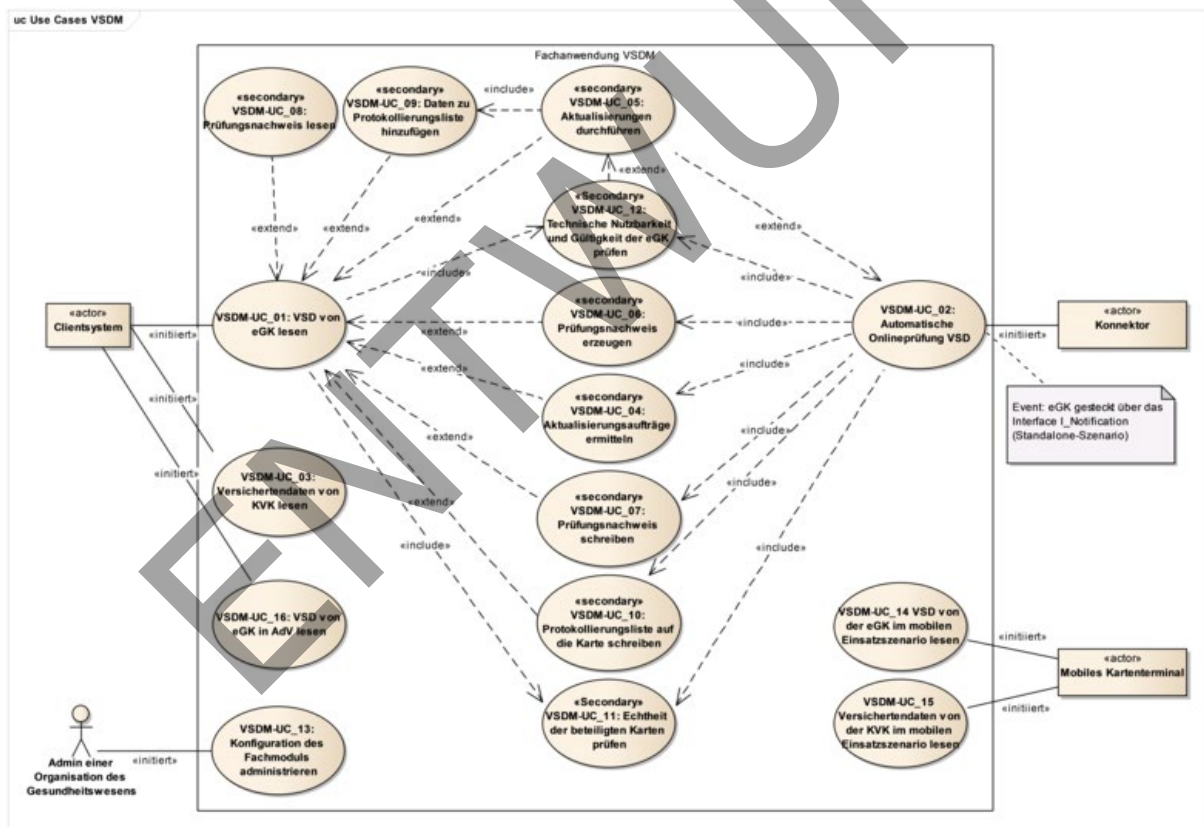 uc Use Cases VSDM
Fachanwendung VSDM
«secondary»
VSDM-UC_08:
Prüfungsnachweis lesen
«secondary»
VSDM-UC_09: Daten zu
Protokollierungsliste
hinzufügen
«include»
«secondary»
VSDM-UC_05:
Aktualisierungen
durchführen
«extend»
«Secondary»
VSDM-UC_12:
Technische Nutzbarkeit
und Gültigkeit der eGK
prüfen
«extend»
«extend»
«extend»
«extend»
«include»
«include»
«actor»
Clientsystem
«initiiert»
VSDM-UC_01: VSD von
eGK lesen
«extend»
«secondary»
VSDM-UC_06:
Prüfungsnachweis
erzeugen
«include»
VSDM-UC_02:
Automatische
Onlineprüfung VSD
«initiiert»
«actor»
Konnektor
«extend»
«include»
Event: eGK gesteckt über das
Interface I_Notification
(Standalone-Szenario)
«initiiert»
«secondary»
VSDM-UC_04:
Aktualisierungsaufträge
ermitteln
«extend»
«include»
«initiiert»
VSDM-UC_03:
Versichertendaten von
KVK lesen
«extend»
«secondary»
VSDM-UC_07:
Prüfungsnachweis
schreiben
«include»
«include»
«include»
VSDM-UC_16: VSD von
eGK in AdV lesen
«secondary»
VSDM-UC_10:
Protokollierungsliste auf
die Karte schreiben
VSDM-UC_14 VSD von
der eGK im mobilen
Einsatzszenario lesen
«initiiert»
«actor»
Mobiles Kartenterminal
«initiiert»
«Secondary»
VSDM-UC_11: Echtheit
der beteiligten Karten
prüfen
VSDM-UC_15
Versichertendaten von
der KVK im mobilen
Einsatzszenario lesen
Admin einer
Organisation des
Gesundheitswesens
«initiert»
VSDM-UC_13:
Konfiguration des
Fachmoduls
administrieren
ENTWUR